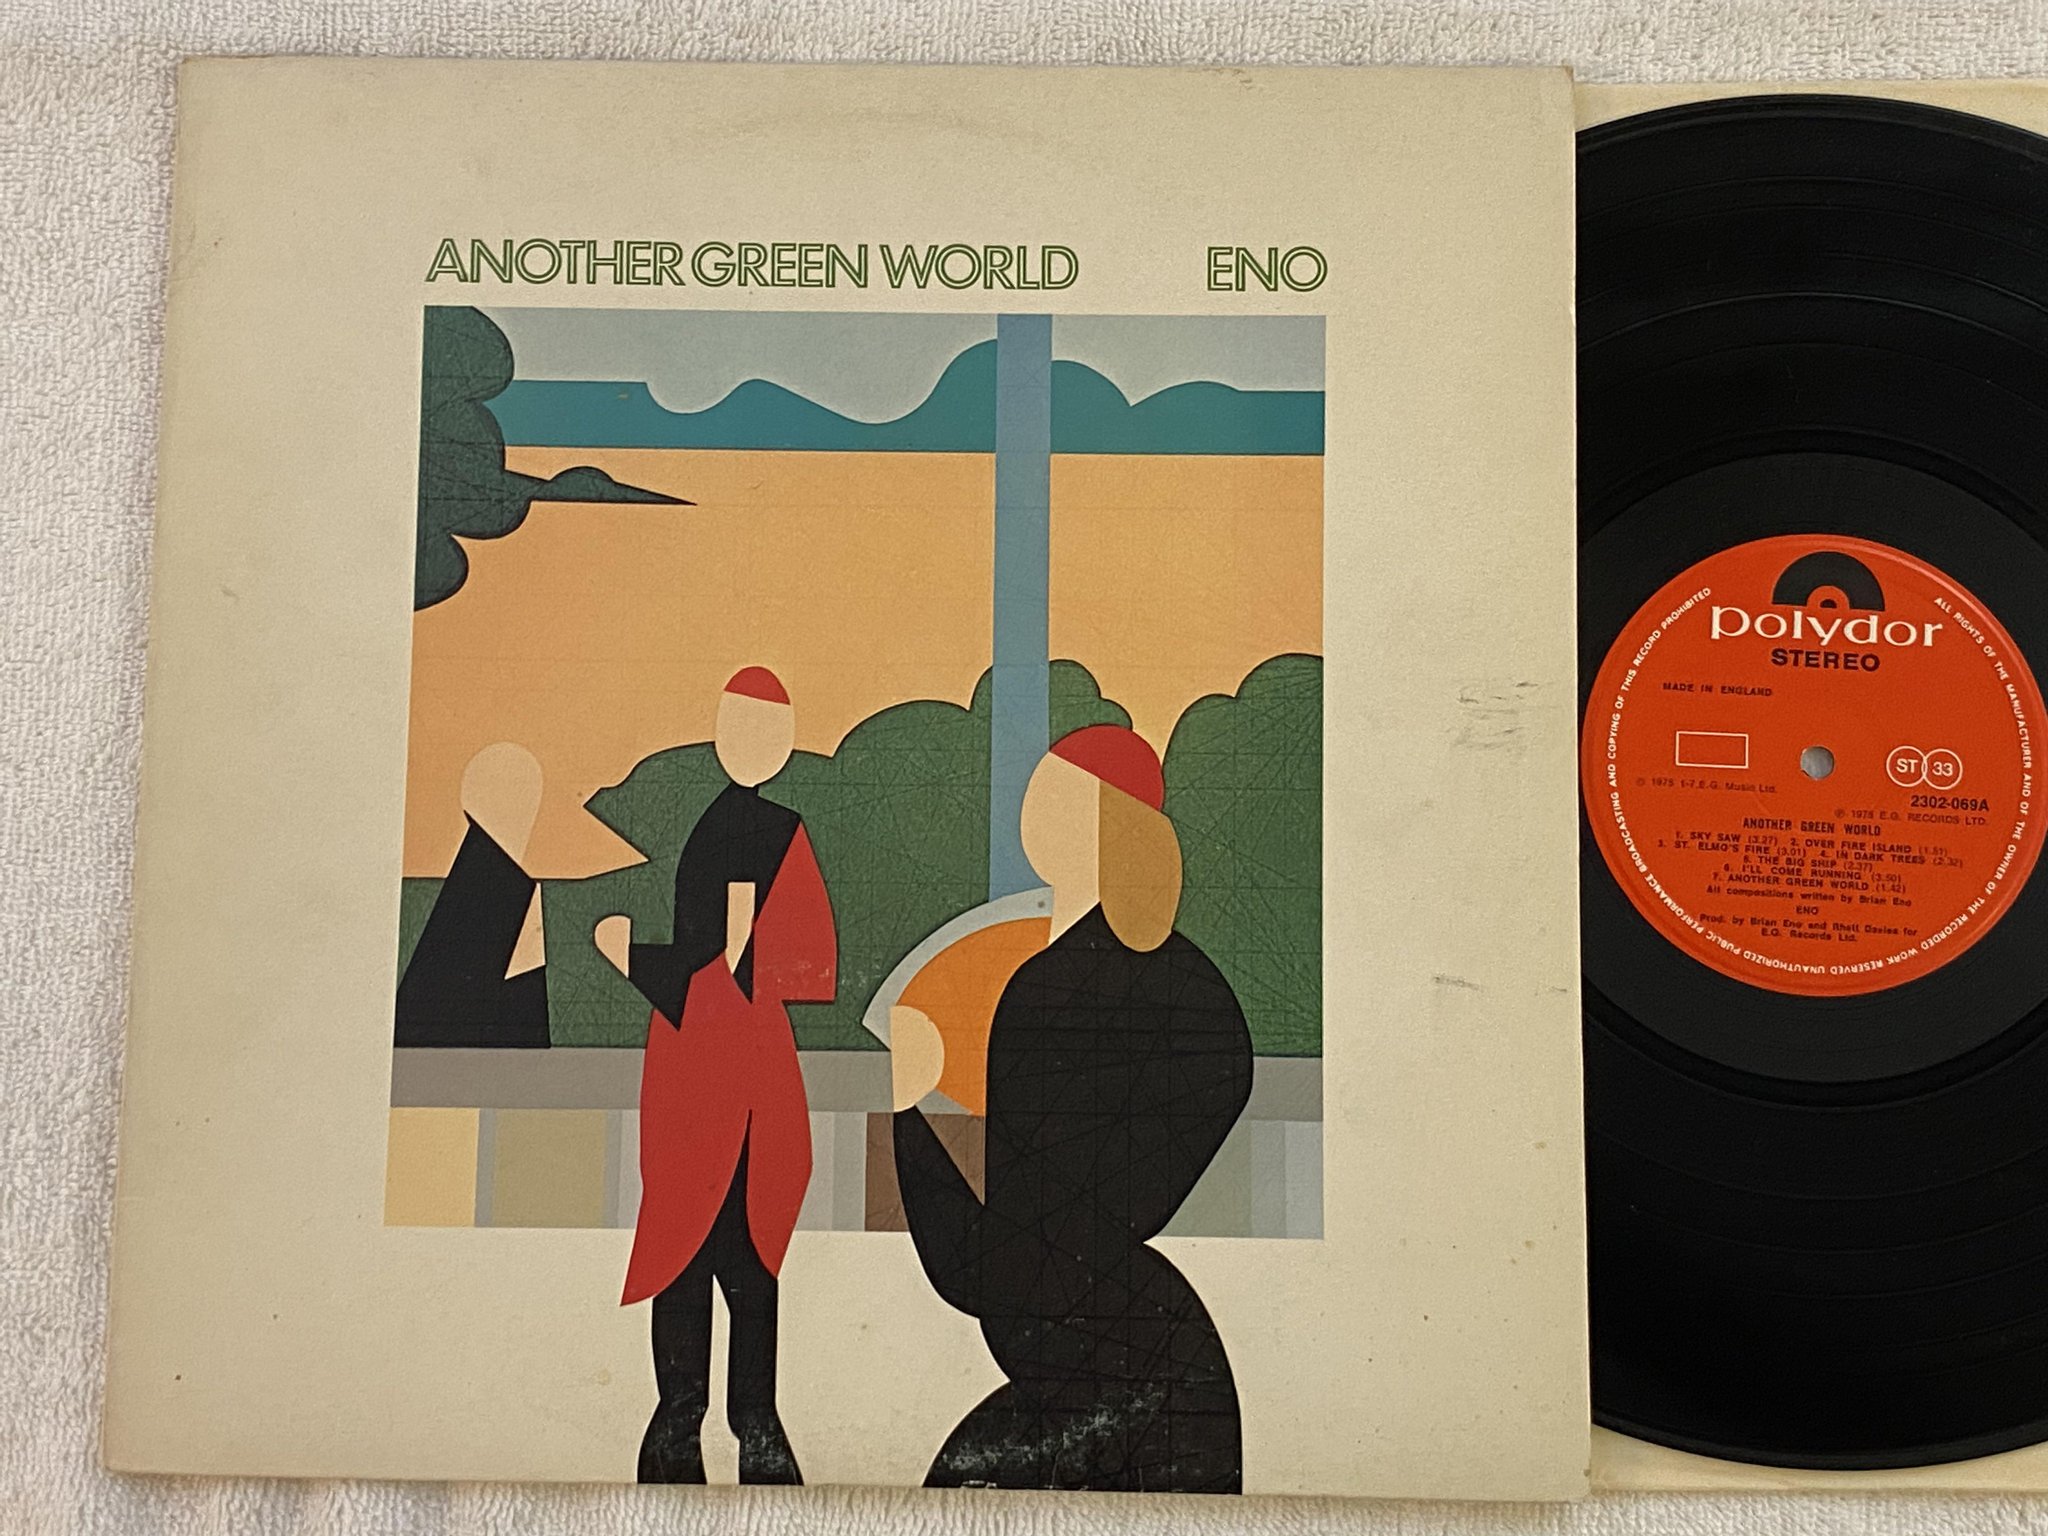 ANOTHER GREEN WORLD ENO
polydor
STEREO
MADE IN ENGLAND
ST 33
2302-069A
℗ 1975 E.G. RECORDS LTD.
© 1975 1-7.E.G. Music Ltd.
ANOTHER GREEN WORLD
1. SKY SAW (3.27) 2. OVER FIRE ISLAND (1.51)
3. ST. ELMO'S FIRE (3.01) 4. IN DARK TREES (2.32)
5. THE BIG SHIP (2.37)
6. I'LL COME RUNNING (3.50)
7. ANOTHER GREEN WORLD (1.42)
All compositions written by Brian Eno
ENO
Prod. by Brian Eno and Rhett Davies for
E.G. Records Ltd.
ALL RIGHTS OF THE MANUFACTURER AND OF THE OWNER OF THE RECORDED WORK RESERVED UNAUTHORIZED PUBLIC PERFORMANCE BROADCASTING AND COPYING OF THIS RECORD PROHIBITED